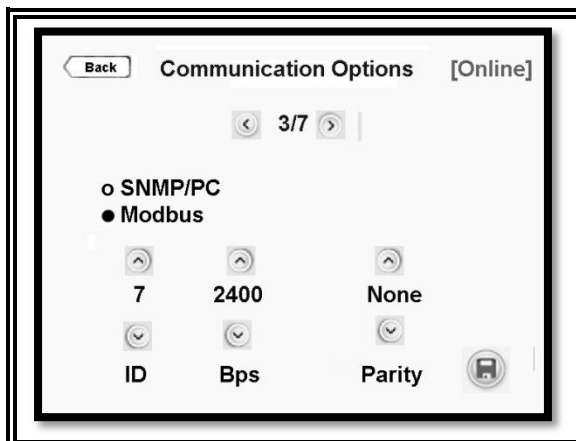 Back Communication Options [Online]
3/7
SNMP/PC
Modbus
7 2400 None
ID Bps Parity